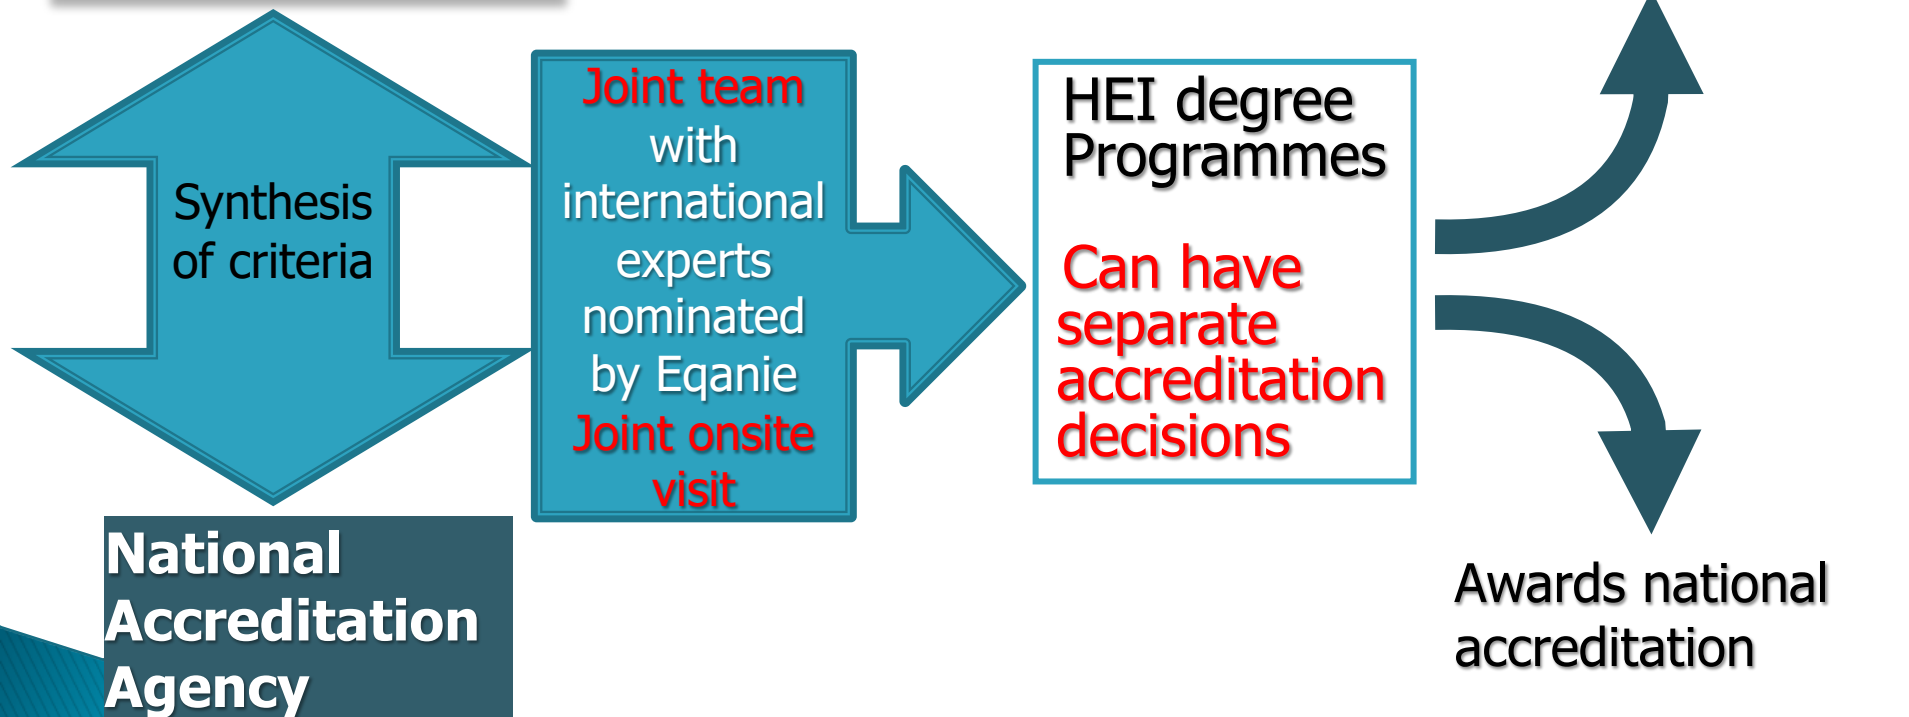 Synthesis
of criteria
Joint team
with
international
experts
nominated
by Eqanie
Joint onsite
visit
HEI degree
Programmes
Can have
separate
accreditation
decisions
National
Accreditation
Agency
Awards national
accreditation